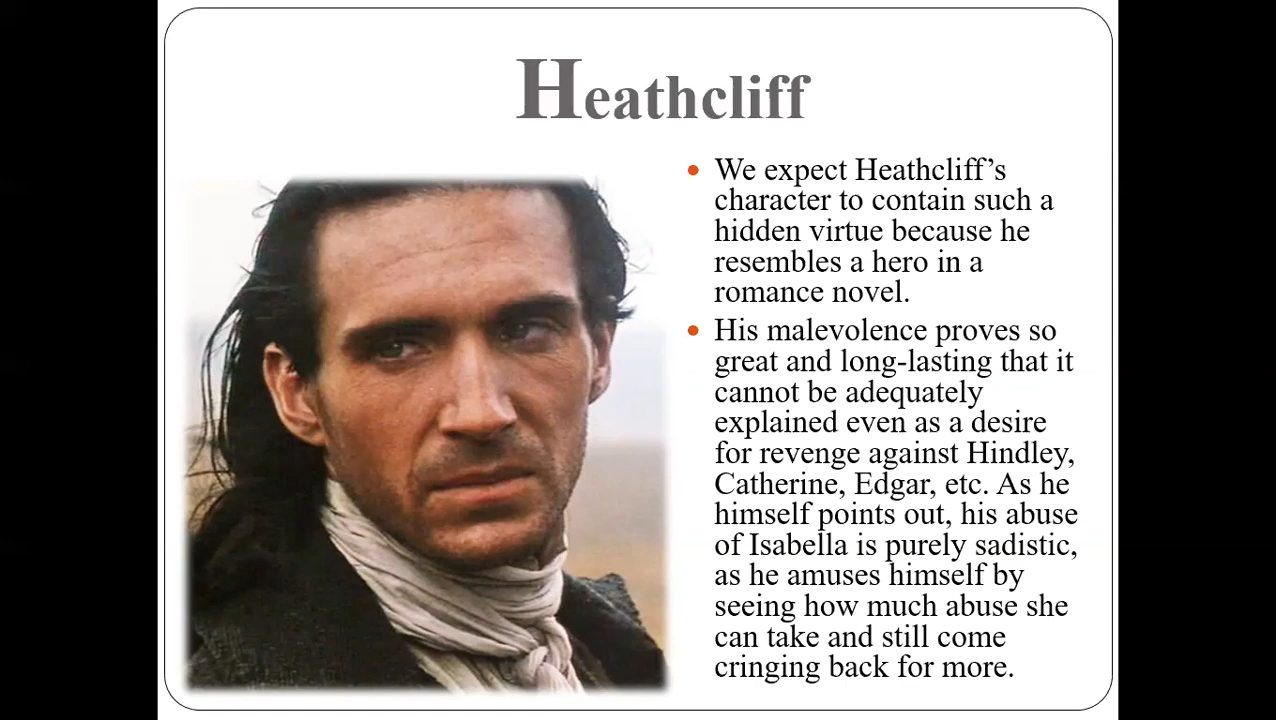 Heathcliff
• We expect Heathcliff’s
character to contain such a
hidden virtue because he
resembles a hero in a
romance novel.
• His malevolence proves so
great and long-lasting that it
cannot be adequately
explained even as a desire
for revenge against Hindley,
Catherine, Edgar, etc. As he
himself points out, his abuse
of Isabella is purely sadistic,
as he amuses himself by
seeing how much abuse she
can take and still come
cringing back for more.